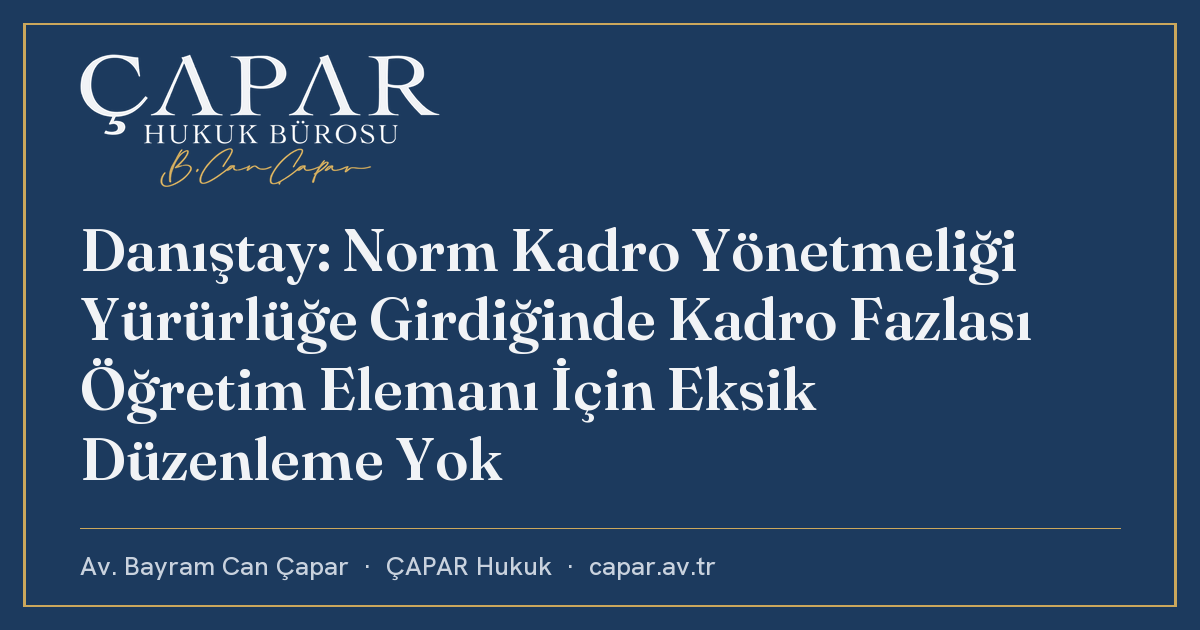 ÇAPAR
HUKUK BÜROSU
B.Can Çapar
Danıştay: Norm Kadro Yönetmeliği
Yürürlüğe Girdiğinde Kadro Fazlası
Öğretim Elemanı İçin Eksik
Düzenleme Yok
Av. Bayram Can Çapar · ÇAPAR Hukuk · capar.av.tr